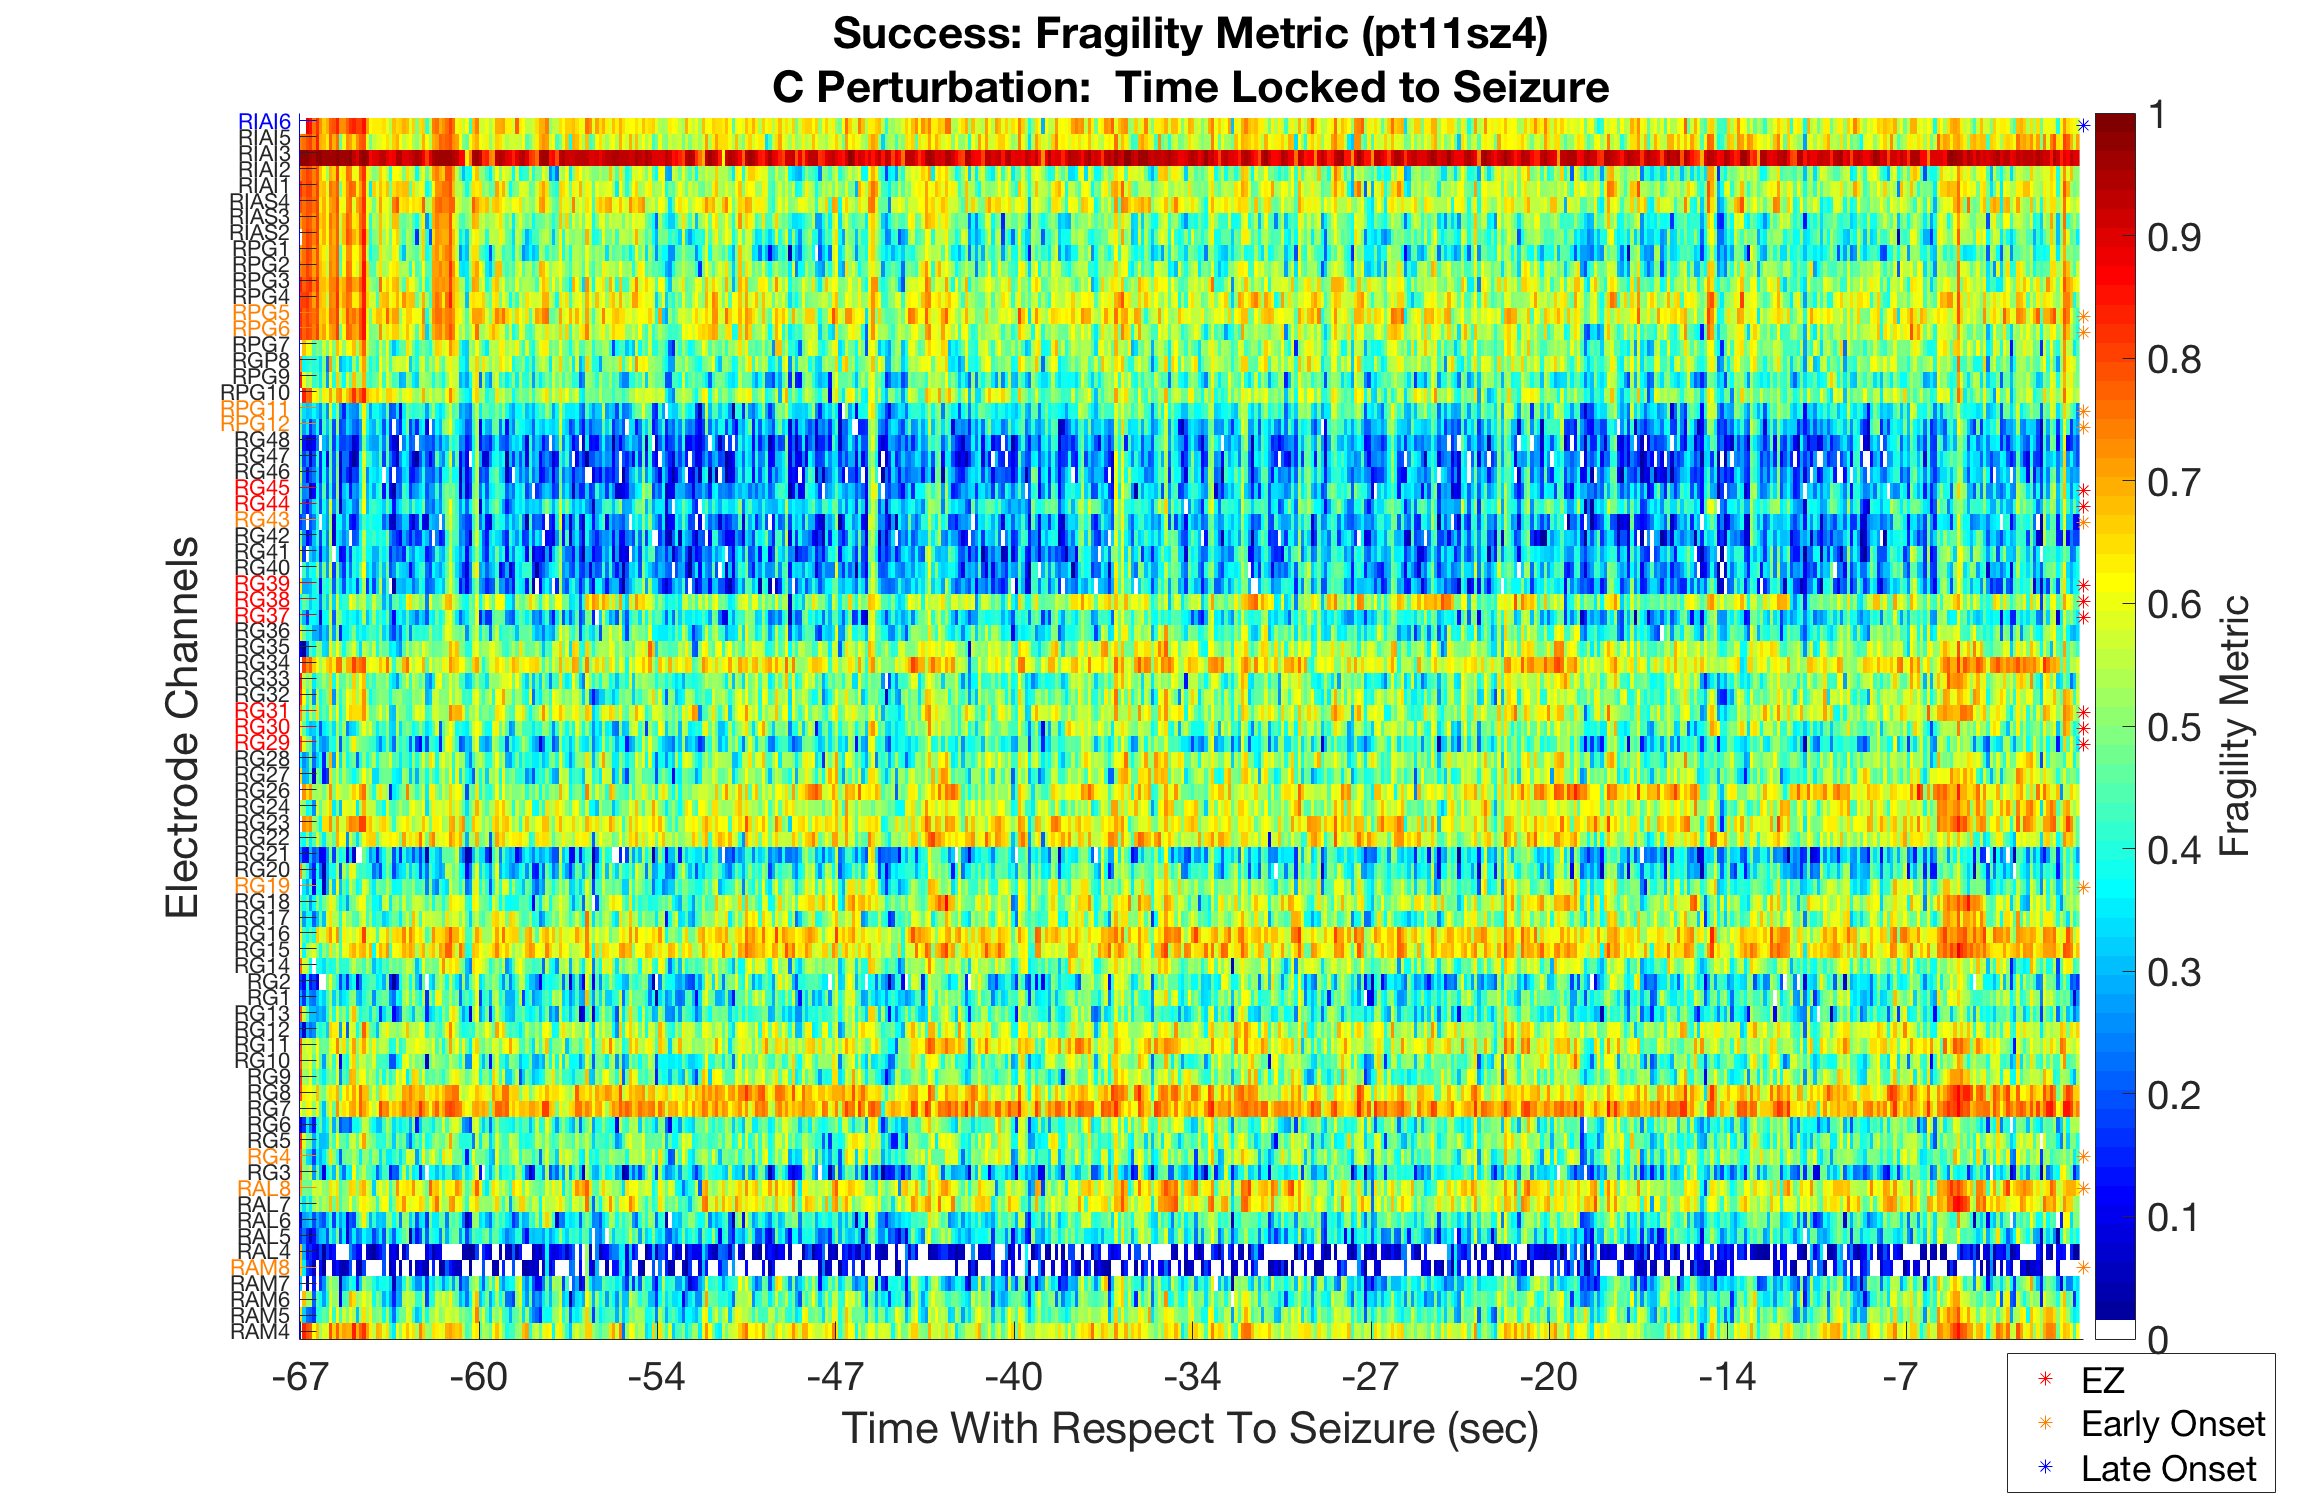 Success: Fragility Metric (pt11sz4)
C Perturbation: Time Locked to Seizure
Electrode Channels
RIAI6
RIAI5
RIAI3
RIAI2
RIAI1
RIAS4
RIAS3
RIAS2
RPG1
RPG2
RPG3
RPG4
RPG5
RPG6
RPG7
RGP8
RPG9
RPG10
RPG11
RPG12
RG48
RG47
RG46
RG45
RG44
RG43
RG42
RG41
RG40
RG39
RG38
RG37
RG36
RG35
RG34
RG33
RG32
RG31
RG30
RG29
RG28
RG27
RG26
RG24
RG23
RG22
RG21
RG20
RG19
RG18
RG17
RG16
RG15
RG14
RG2
RG1
RG13
RG12
RG11
RG10
RG9
RG8
RG7
RG6
RG5
RG4
RG3
RAL8
RAL7
RAL6
RAL5
RAL4
RAM8
RAM7
RAM6
RAM5
RAM4
-67 -60 -54 -47 -40 -34 -27 -20 -14 -7
Time With Respect To Seizure (sec)
1
0.9
0.8
0.7
0.6
0.5
0.4
0.3
0.2
0.1
0
Fragility Metric
EZ
Early Onset
Late Onset